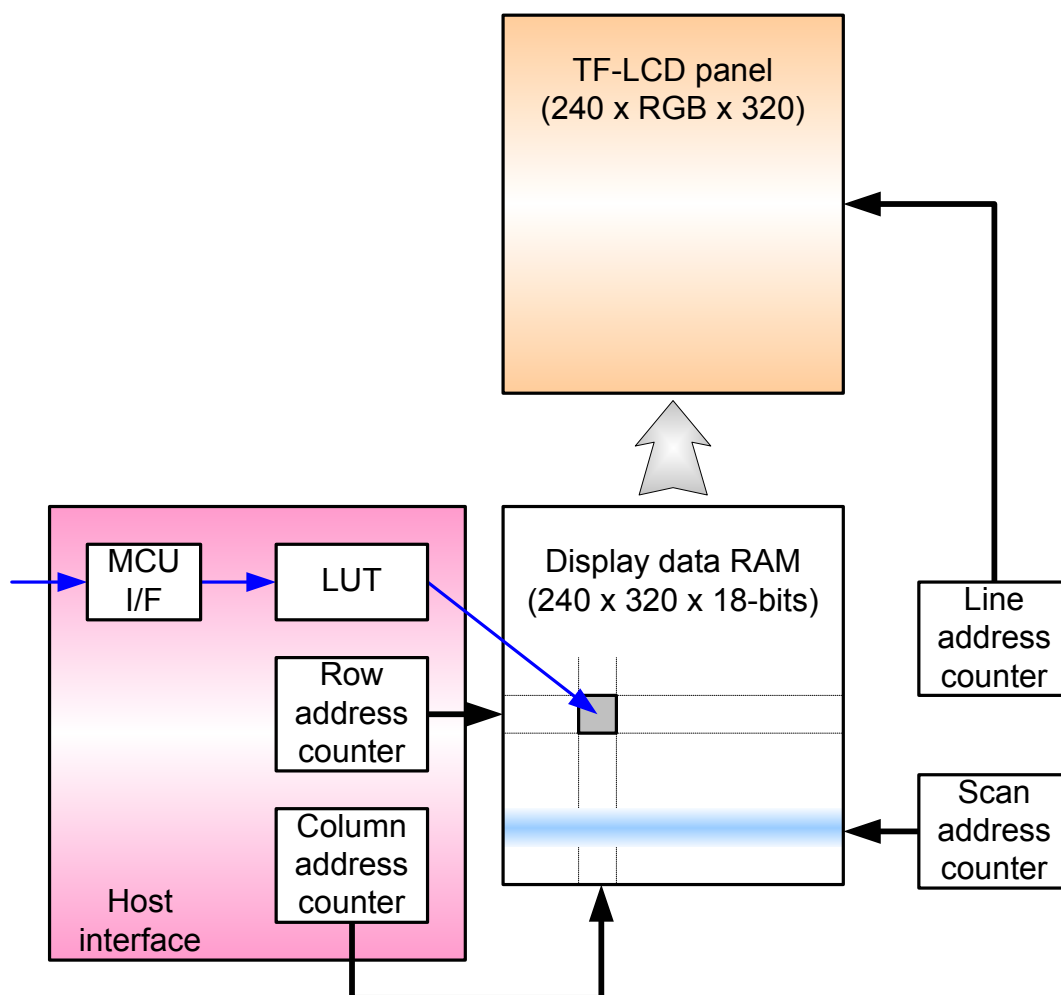 TF-LCD panel
(240 x RGB x 320)
MCU
I/F
LUT
Display data RAM
(240 x 320 x 18-bits)
Line
address
counter
Row
address
counter
Scan
address
counter
Column
address
counter
Host
interface